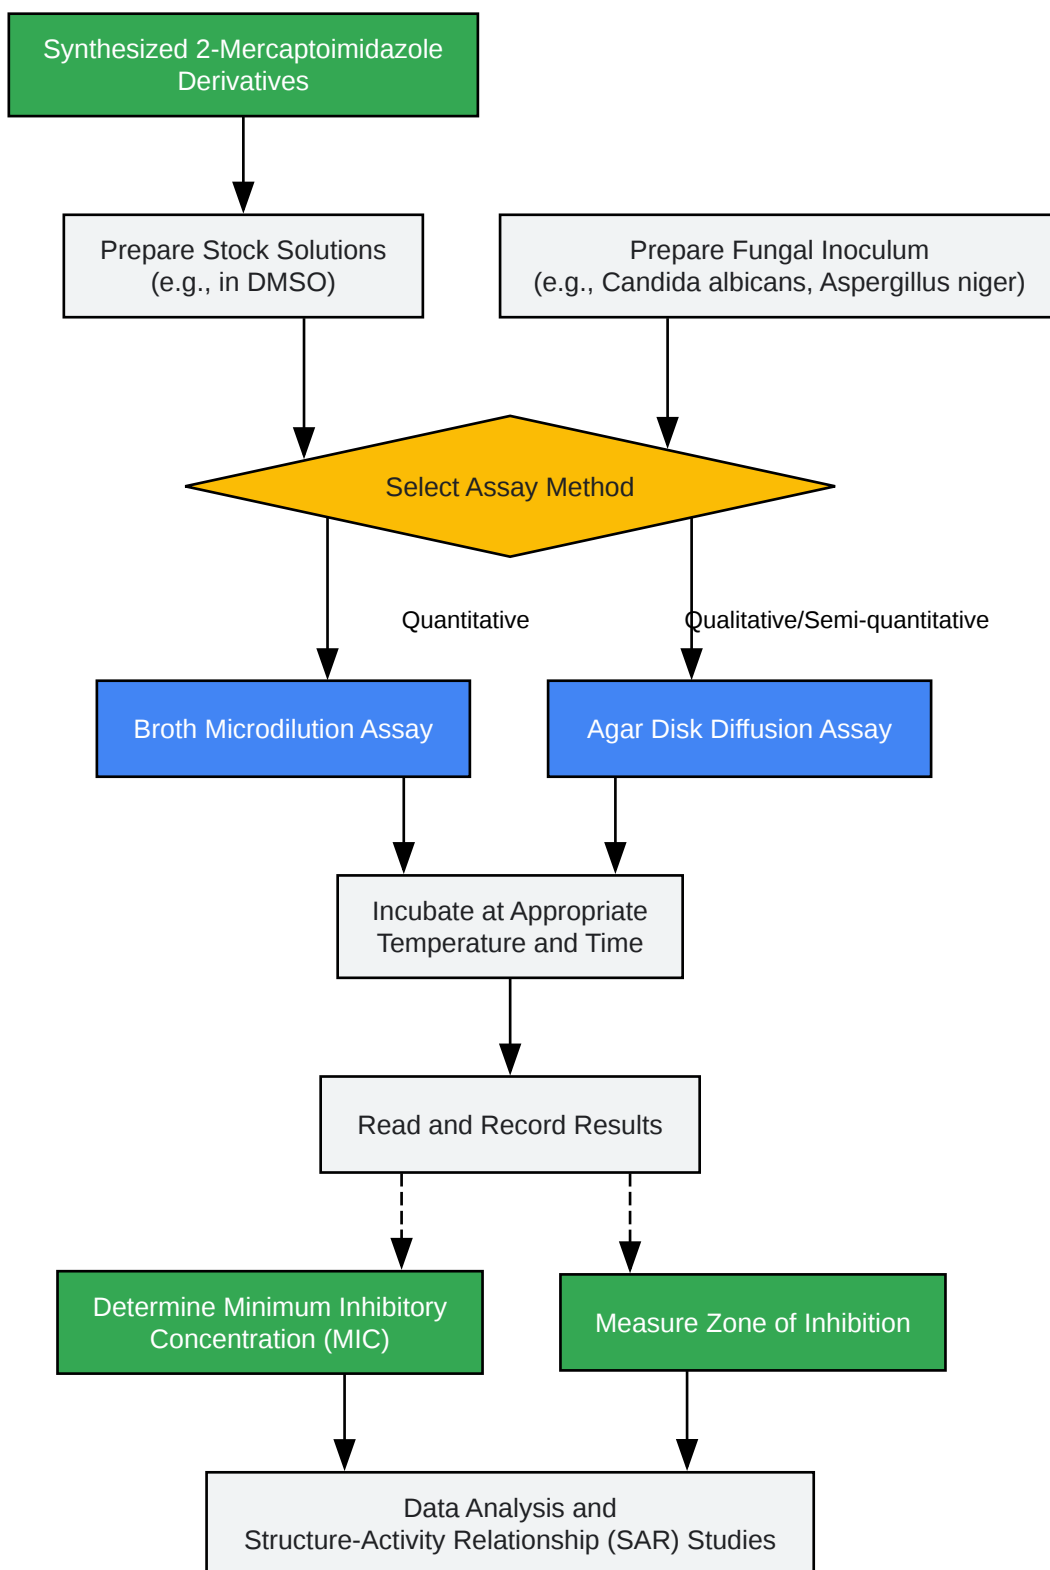 Synthesized 2-Mercaptoimidazole
Derivatives
Prepare Stock Solutions
(e.g., in DMSO)
Prepare Fungal Inoculum
(e.g., Candida albicans, Aspergillus niger)
Select Assay Method
Quantitative
Qualitative/Semi-quantitative
Broth Microdilution Assay
Agar Disk Diffusion Assay
Incubate at Appropriate
Temperature and Time
Read and Record Results
Determine Minimum Inhibitory
Concentration (MIC)
Measure Zone of Inhibition
Data Analysis and
Structure-Activity Relationship (SAR) Studies